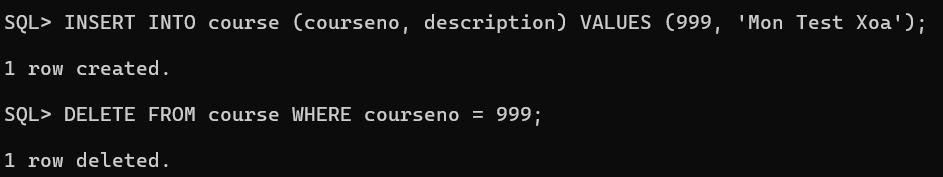 SQL> INSERT INTO course (courseno, description) VALUES (999, 'Mon Test Xoa');
1 row created.
SQL> DELETE FROM course WHERE courseno = 999;
1 row deleted.